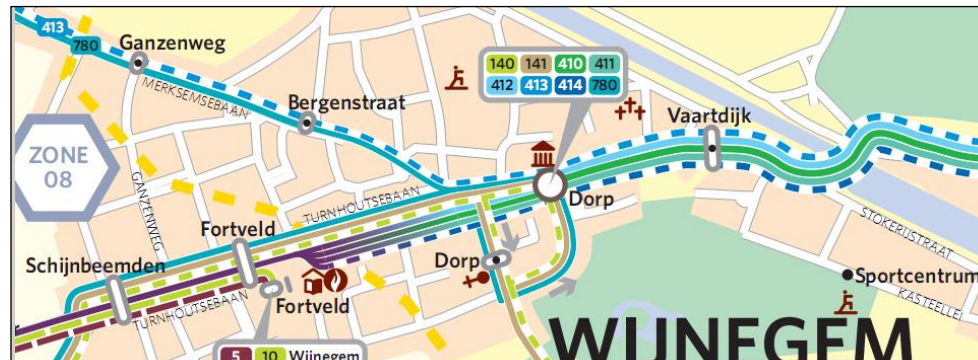 413
780
Ganzenweg
MERKSEMSEBAAN
Bergenstraat
140 141 410 411
412 413 414 780
Vaartdijk
ZONE
08
GANZENWEG
TURNHOUTSEBAAN
Fortveld
Dorp
STOKERIJSTRAAT
Schijnbeemden
Dorp
Sportcentrum
TURNHOUTSEBAAN
Fortveld
5 10 Wijnegem
WIJNEGEM